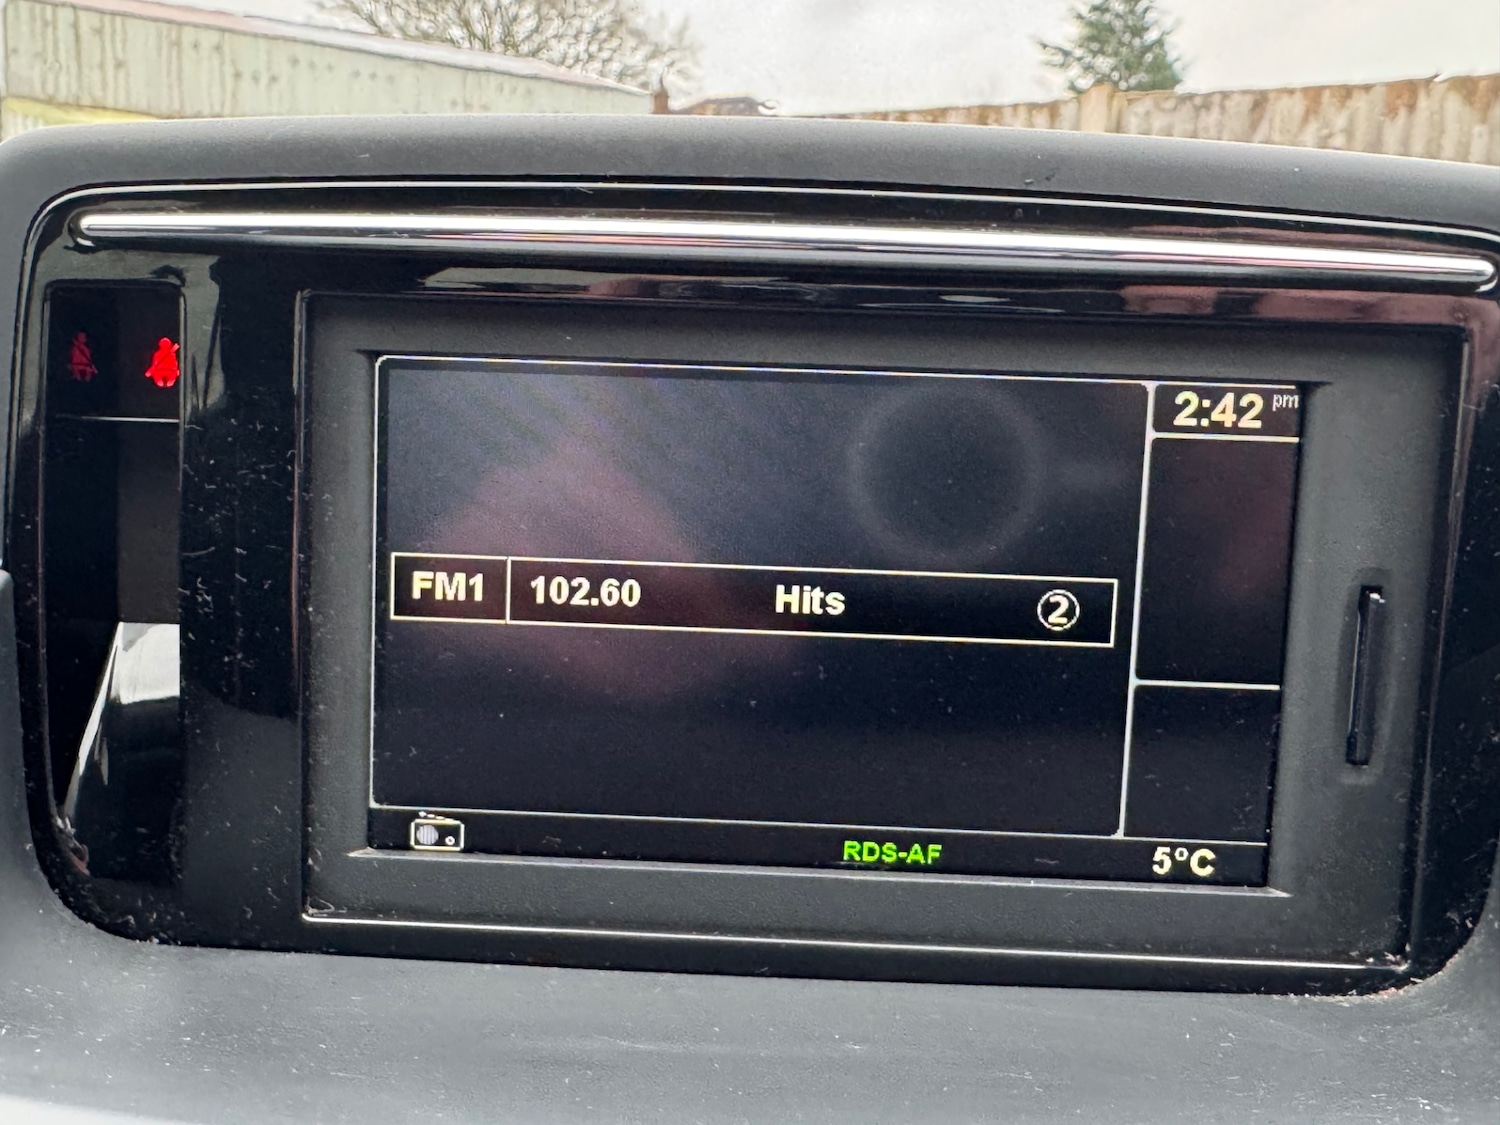 2:42 pm
FM1 102.60 Hits 2
RDS-AF 5°C